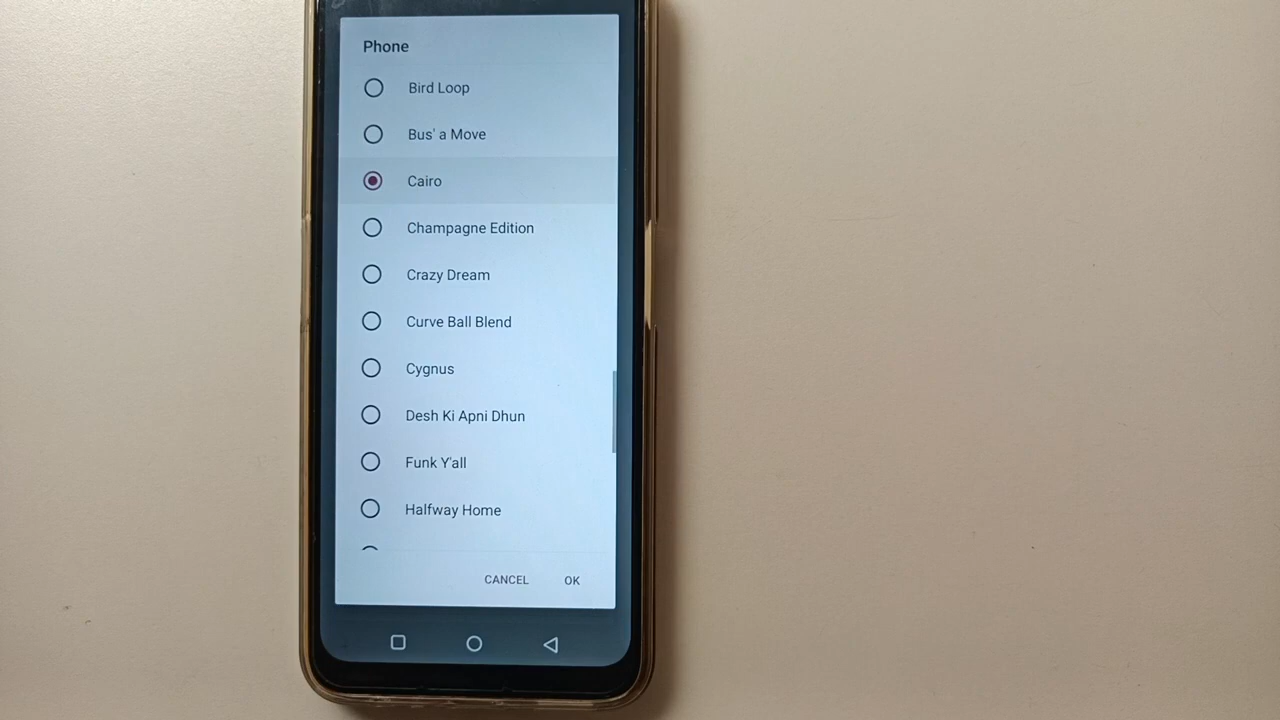 Phone
Bird Loop
Bus' a Move
Cairo
Champagne Edition
Crazy Dream
Curve Ball Blend
Cygnus
Desh Ki Apni Dhun
Funk Y'all
Halfway Home
CANCEL OK